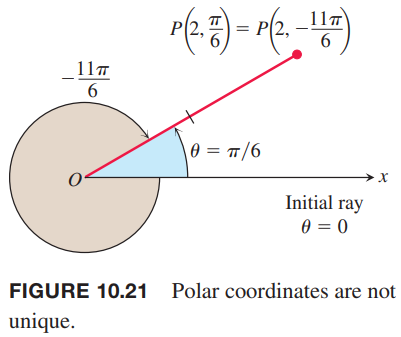 P(2, π/6) = P(2, −11π/6)
−11π/6
θ = π/6
O
x
Initial ray
θ = 0
FIGURE 10.21 Polar coordinates are not
unique.